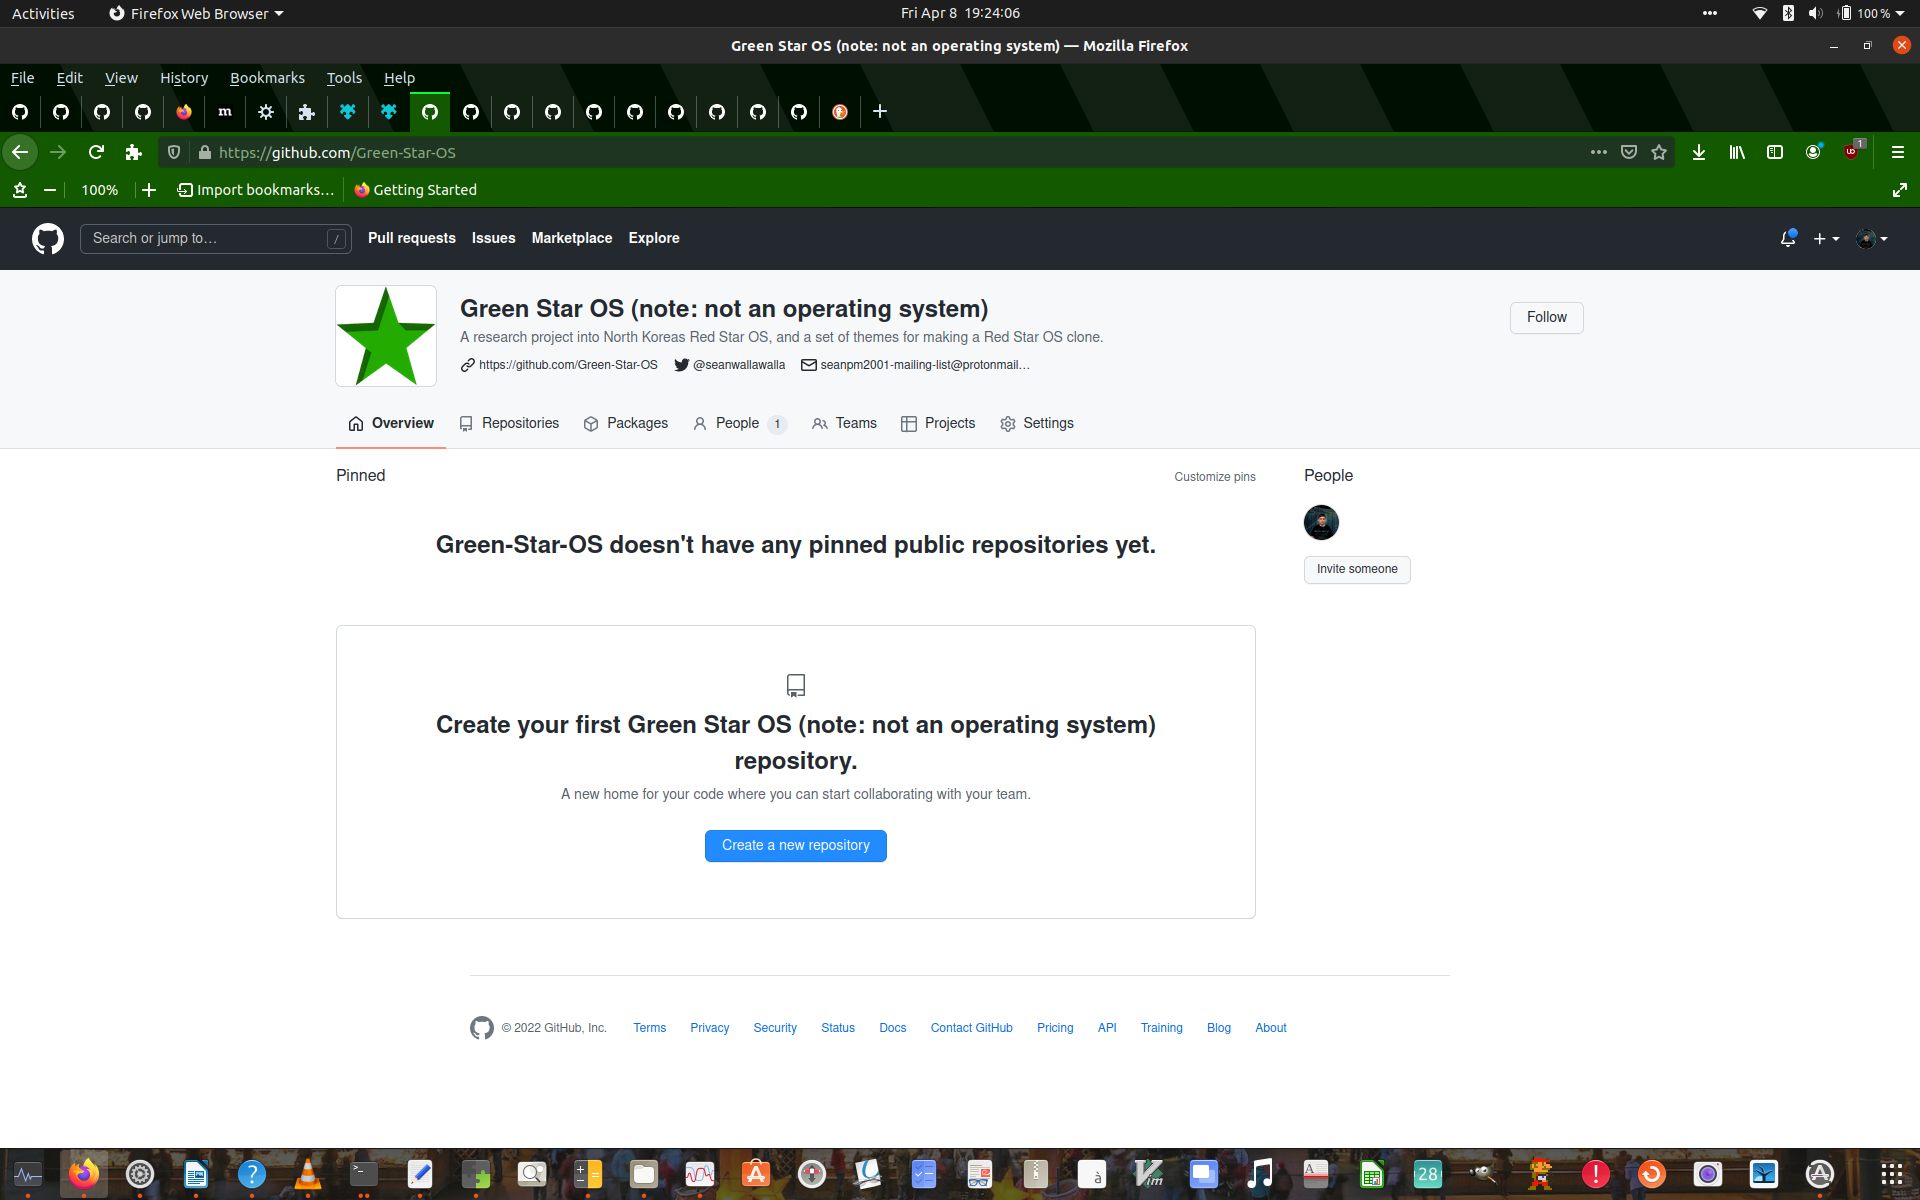 Activities
Firefox Web Browser
Fri Apr 8 19:24:06
100 %
Green Star OS (note: not an operating system) — Mozilla Firefox
File Edit View History Bookmarks Tools Help
m
https://github.com/Green-Star-OS
1
100%
Import bookmarks…
Getting Started
Search or jump to… /
Pull requests Issues Marketplace Explore
Green Star OS (note: not an operating system)
Follow
A research project into North Koreas Red Star OS, and a set of themes for making a Red Star OS clone.
https://github.com/Green-Star-OS @seanwallawalla seanpm2001-mailing-list@protonmail…
Overview Repositories Packages People 1 Teams Projects Settings
Pinned
Customize pins
People
Green-Star-OS doesn't have any pinned public repositories yet.
Invite someone
Create your first Green Star OS (note: not an operating system)
repository.
A new home for your code where you can start collaborating with your team.
Create a new repository
© 2022 GitHub, Inc. Terms Privacy Security Status Docs Contact GitHub Pricing API Training Blog About
28